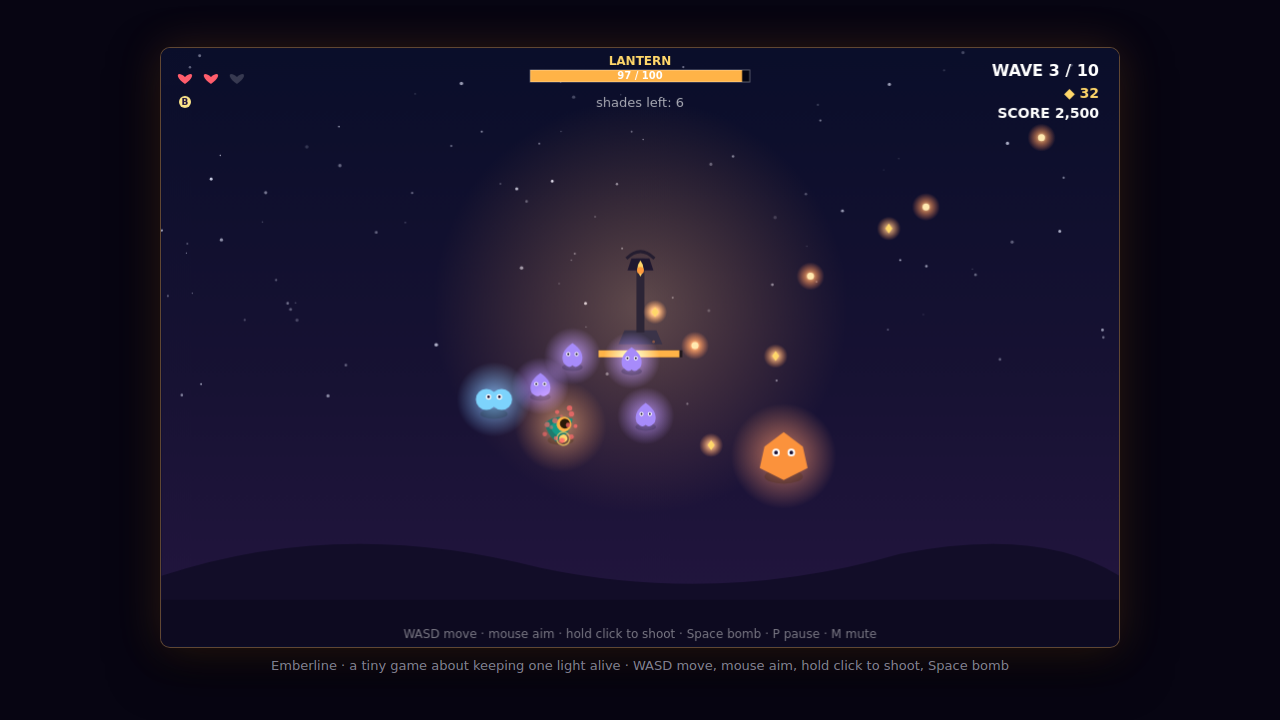 LANTERN
97 / 100
shades left: 6
B
WAVE 3 / 10
◆ 32
SCORE 2,500
WASD move · mouse aim · hold click to shoot · Space bomb · P pause · M mute
Emberline · a tiny game about keeping one light alive · WASD move, mouse aim, hold click to shoot, Space bomb